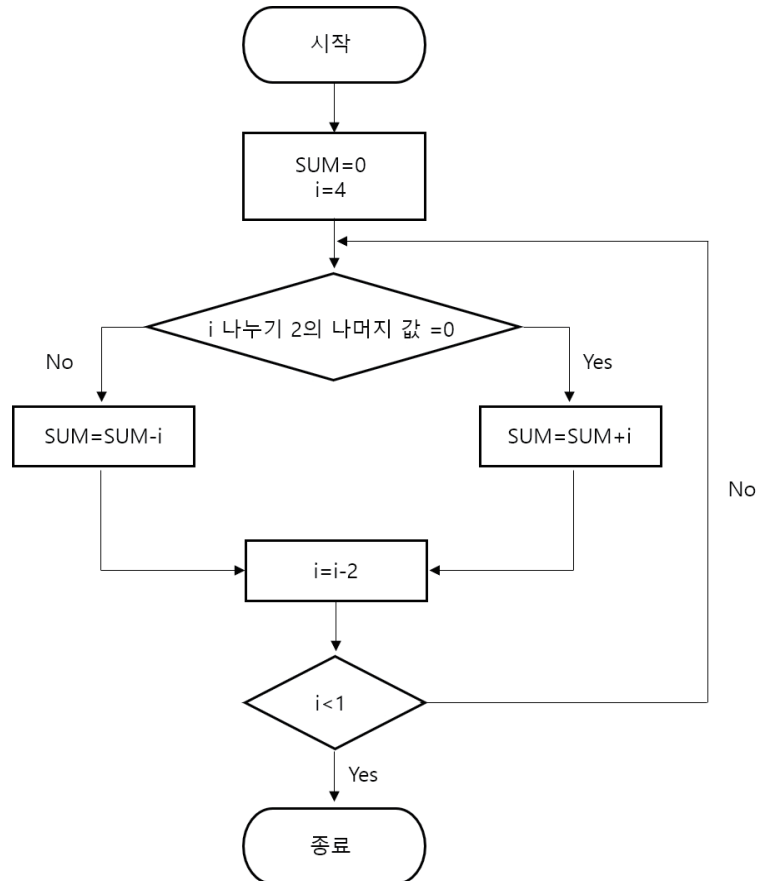 시작
SUM=0
i=4
i 나누기 2의 나머지 값 =0
No
Yes
SUM=SUM-i
SUM=SUM+i
No
i=i-2
i<1
Yes
종료